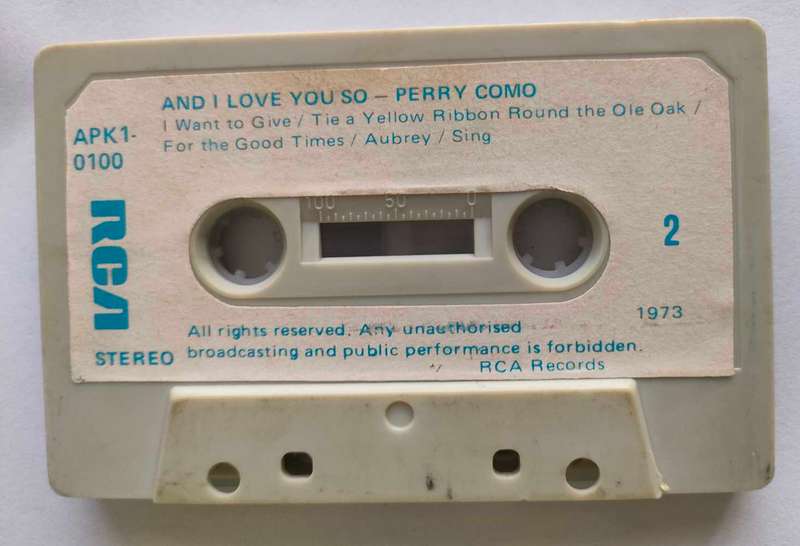 AND I LOVE YOU SO – PERRY COMO
I Want to Give / Tie a Yellow Ribbon Round the Ole Oak /
For the Good Times / Aubrey / Sing
APK1-
0100
RCA
STEREO
100 50 0
2
1973
All rights reserved. Any unauthorised
broadcasting and public performance is forbidden.
RCA Records